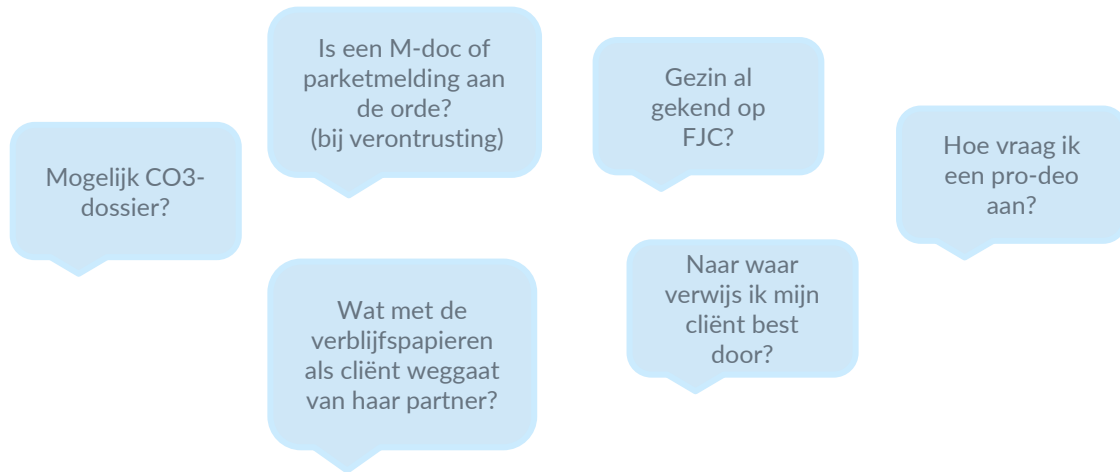 Mogelijk CO3-
dossier?
Is een M-doc of
parketmelding aan
de orde?
(bij verontrusting)
Gezin al
gekend op
FJC?
Hoe vraag ik
een pro-deo
aan?
Wat met de
verblijfspapieren
als cliënt weggaat
van haar partner?
Naar waar
verwijs ik mijn
cliënt best
door?